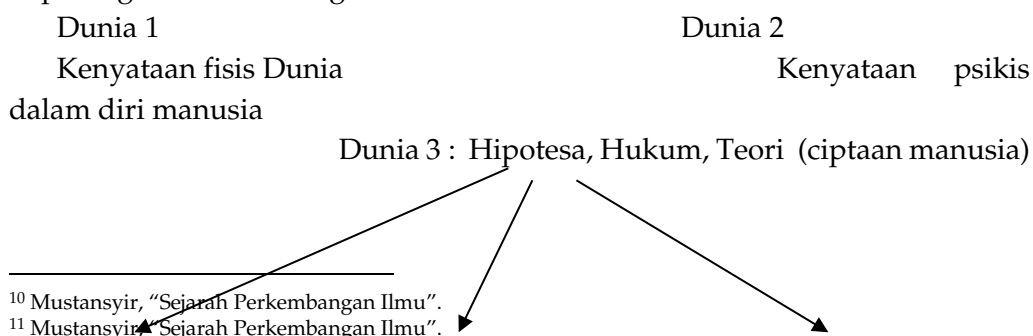 Dunia 1 Dunia 2
Kenyataan fisis Dunia Kenyataan psikis
dalam diri manusia
Dunia 3 : Hipotesa, Hukum, Teori (ciptaan manusia)
10 Mustansyir, “Sejarah Perkembangan Ilmu”.
11 Mustansyir, “Sejarah Perkembangan Ilmu”.